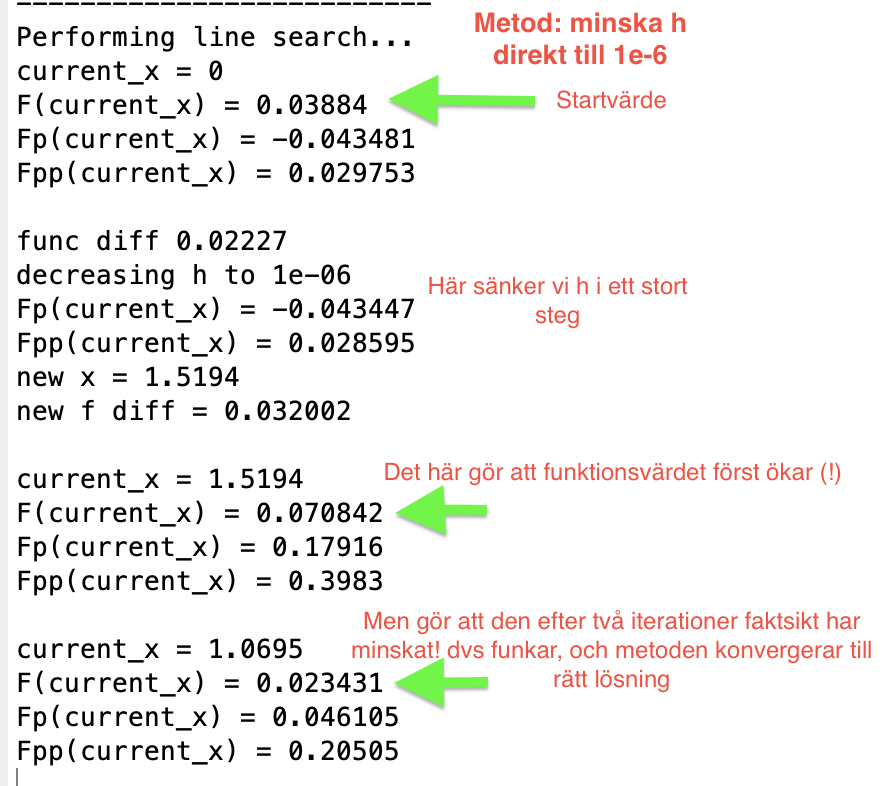 ---------------------------
Performing line search...
Metod: minska h
direkt till 1e-6
current_x = 0
F(current_x) = 0.03884
Startvärde
Fp(current_x) = -0.043481
Fpp(current_x) = 0.029753
func diff 0.02227
decreasing h to 1e-06
Fp(current_x) = -0.043447
Här sänker vi h i ett stort
steg
Fpp(current_x) = 0.028595
new x = 1.5194
new f diff = 0.032002
current_x = 1.5194
Det här gör att funktionsvärdet först ökar (!)
F(current_x) = 0.070842
Fp(current_x) = 0.17916
Fpp(current_x) = 0.3983
Men gör att den efter två iterationer faktsikt har
minskat! dvs funkar, och metoden konvergerar till
rätt lösning
current_x = 1.0695
F(current_x) = 0.023431
Fp(current_x) = 0.046105
Fpp(current_x) = 0.20505